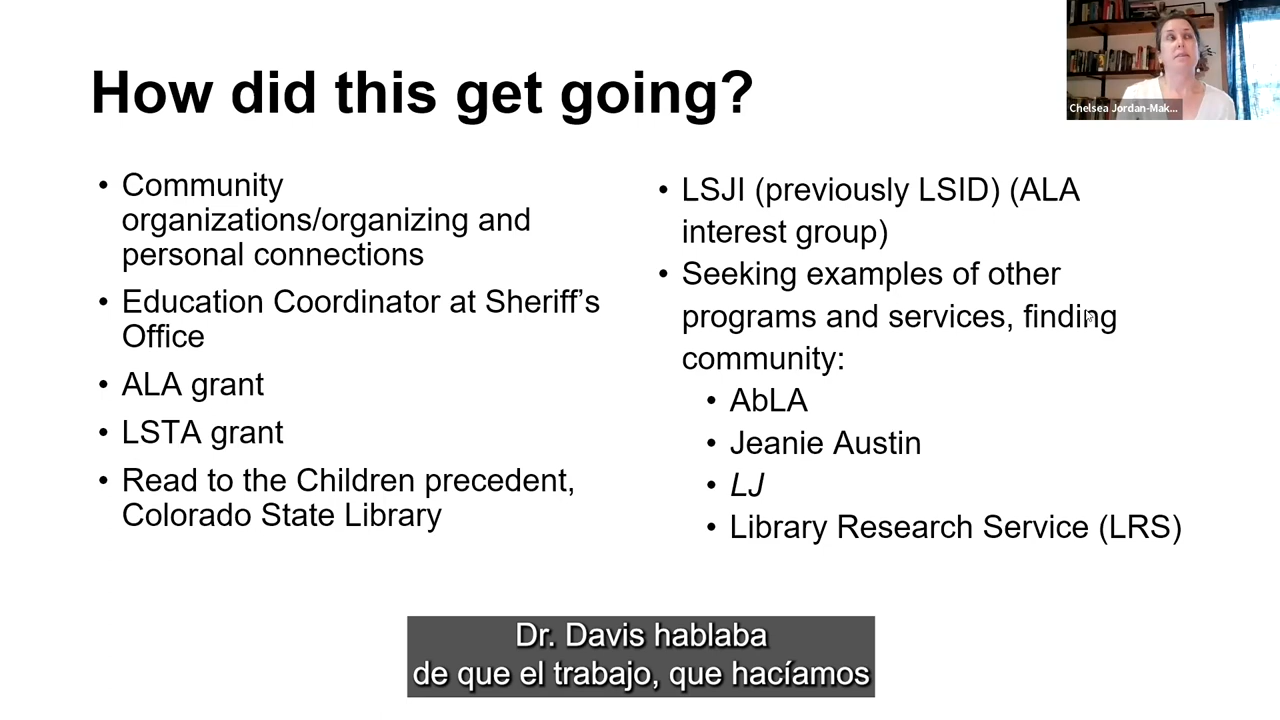 How did this get going?
Chelsea Jordan-Mak...
• Community
organizations/organizing and
personal connections
• Education Coordinator at Sheriff’s
Office
• ALA grant
• LSTA grant
• Read to the Children precedent,
Colorado State Library
• LSJI (previously LSID) (ALA
interest group)
• Seeking examples of other
programs and services, finding
community:
• AbLA
• Jeanie Austin
• LJ
• Library Research Service (LRS)
Dr. Davis hablaba
de que el trabajo, que hacíamos